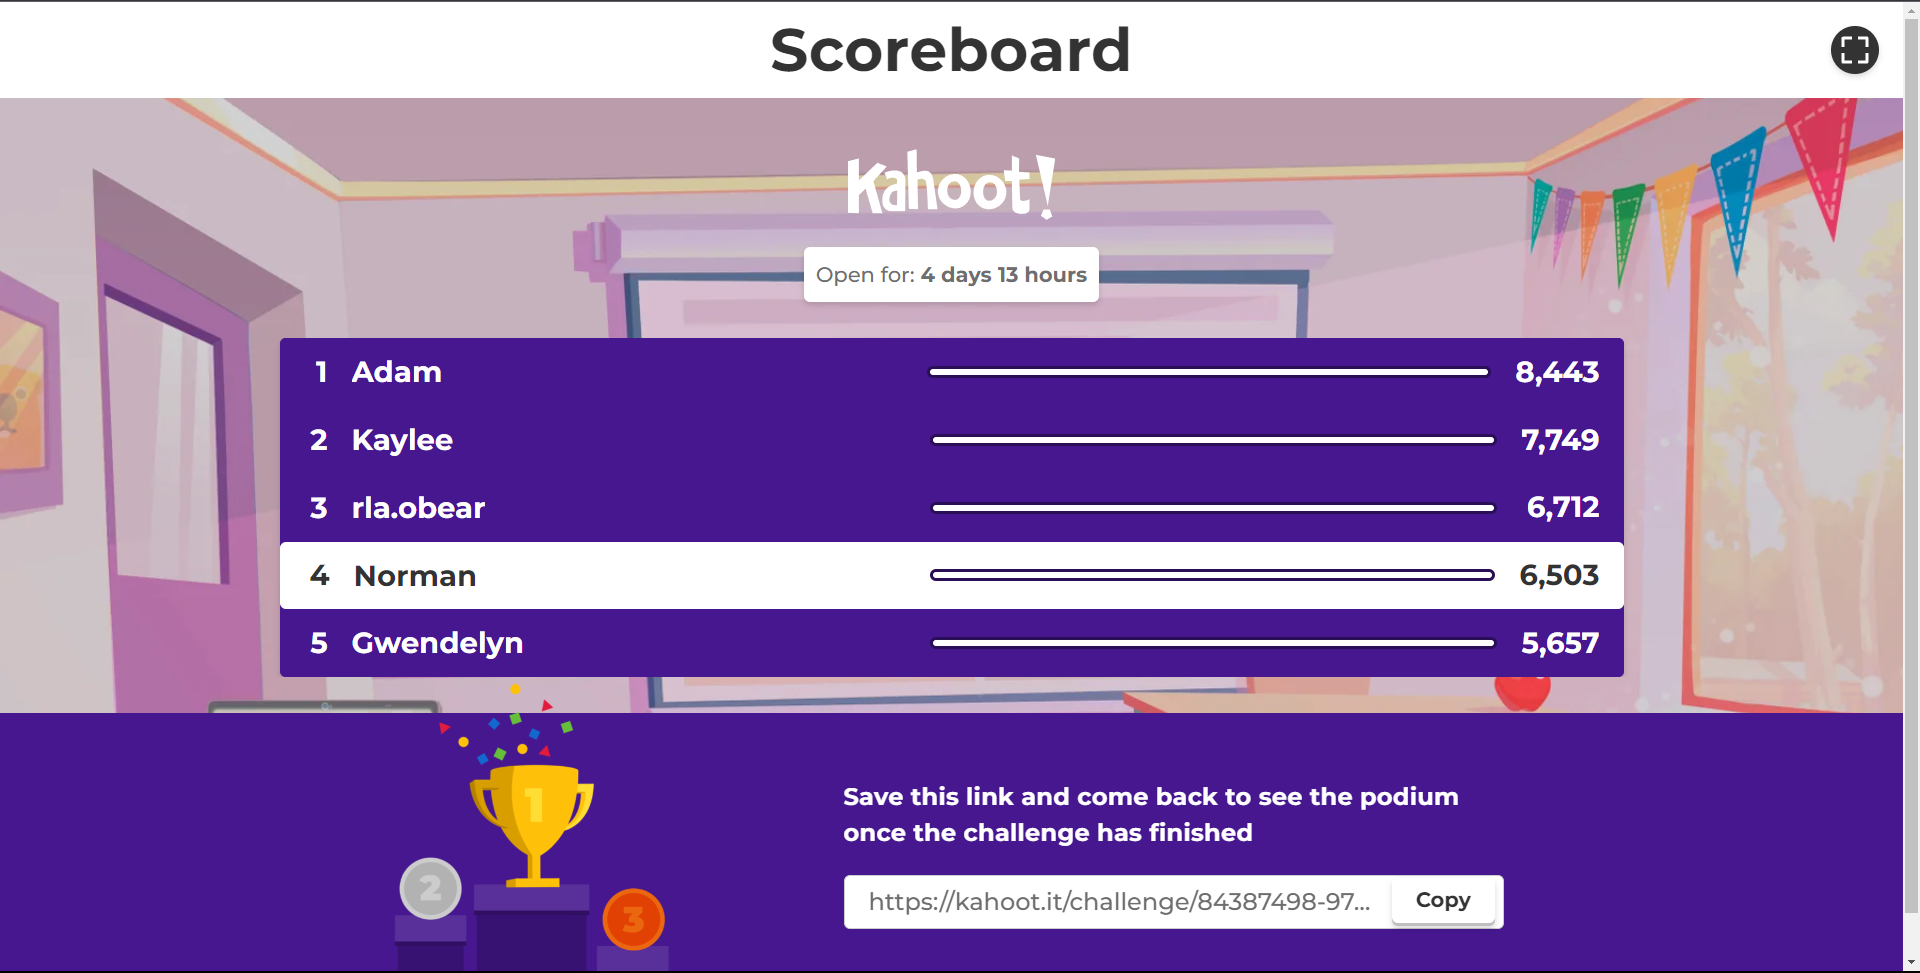 Scoreboard
Kahoot!
Open for: 4 days 13 hours
1 Adam 8,443
2 Kaylee 7,749
3 rla.obear 6,712
4 Norman 6,503
5 Gwendelyn 5,657
1
2
3
Save this link and come back to see the podium
once the challenge has finished
https://kahoot.it/challenge/84387498-97... Copy